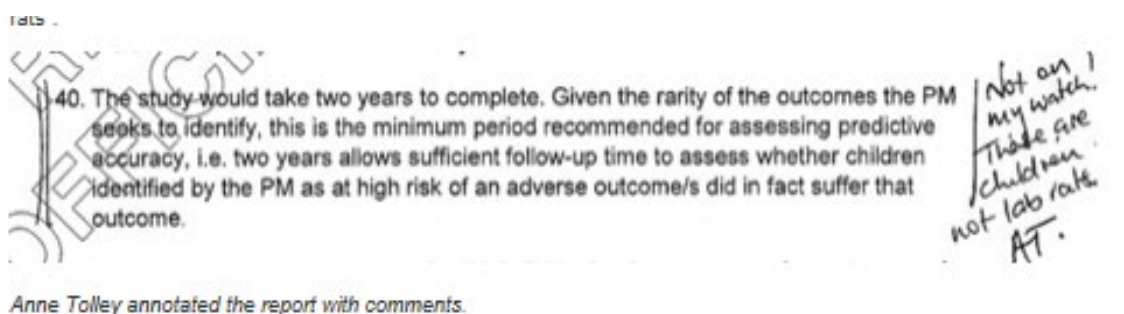 rats .
40. The study would take two years to complete. Given the rarity of the outcomes the PM
seeks to identify, this is the minimum period recommended for assessing predictive
accuracy, i.e. two years allows sufficient follow-up time to assess whether children
identified by the PM as at high risk of an adverse outcome/s did in fact suffer that
outcome.
Not on
my watch.
These are
children
not lab rats
AT.
Anne Tolley annotated the report with comments.